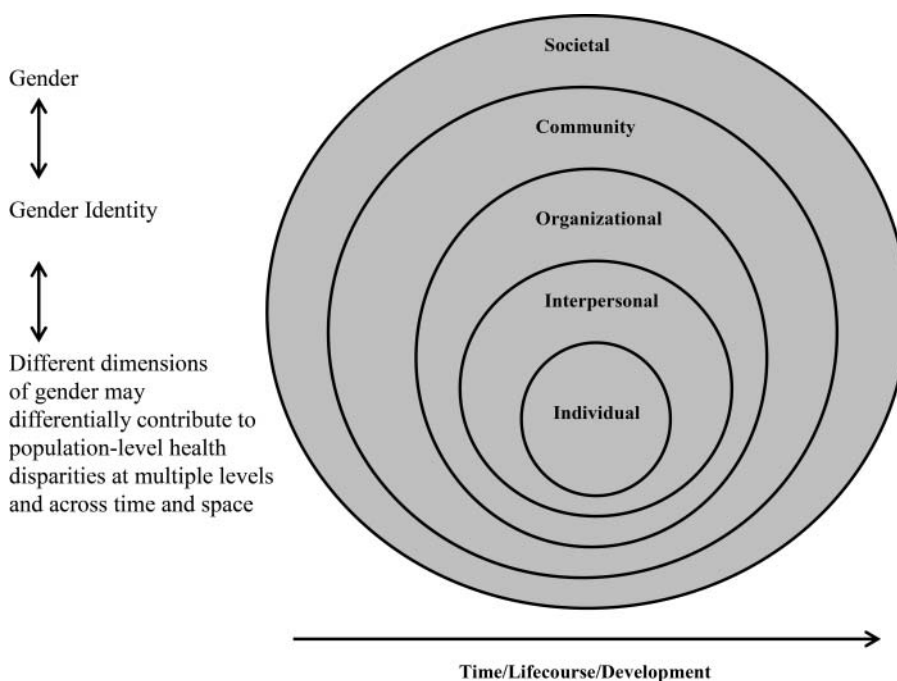 Gender
Gender Identity
Different dimensions
of gender may
differentially contribute to
population-level health
disparities at multiple levels
and across time and space
Societal
Community
Organizational
Interpersonal
Individual
Time/Lifecourse/Development